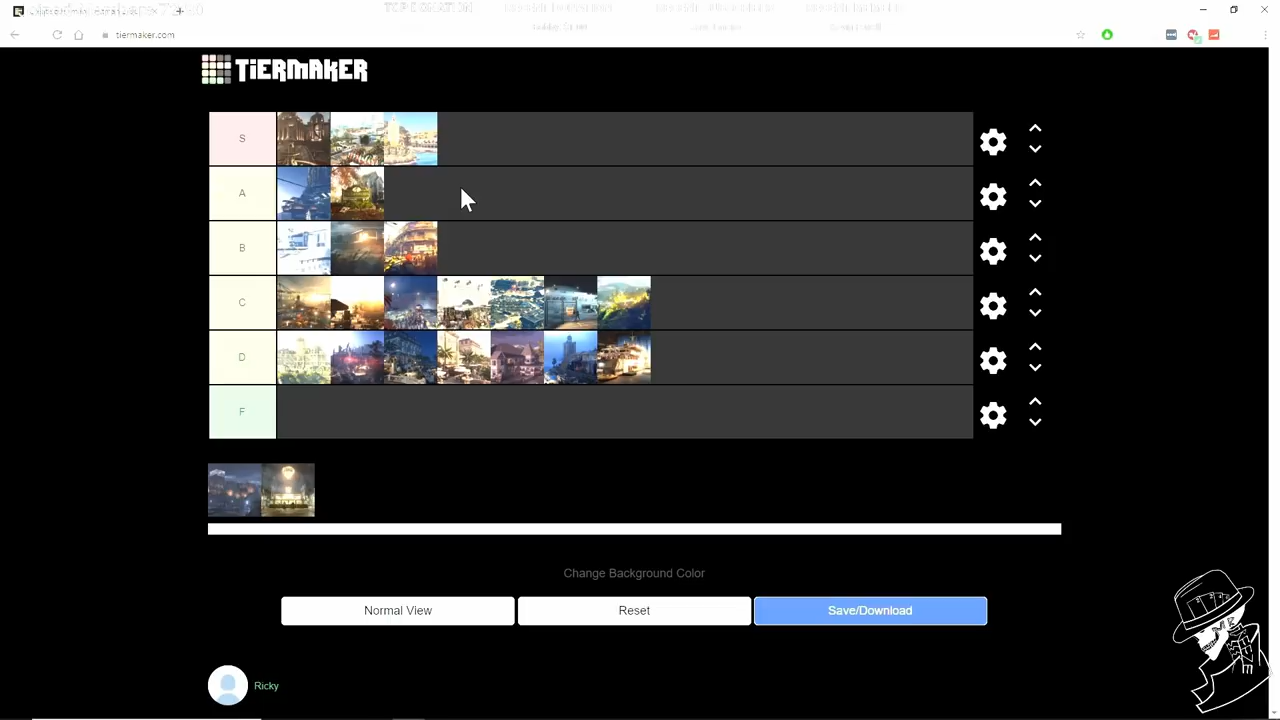 tiermaker.com
TIERMAKER
S
A
B
C
D
F
Change Background Color
Normal View
Reset
Save/Download
Ricky